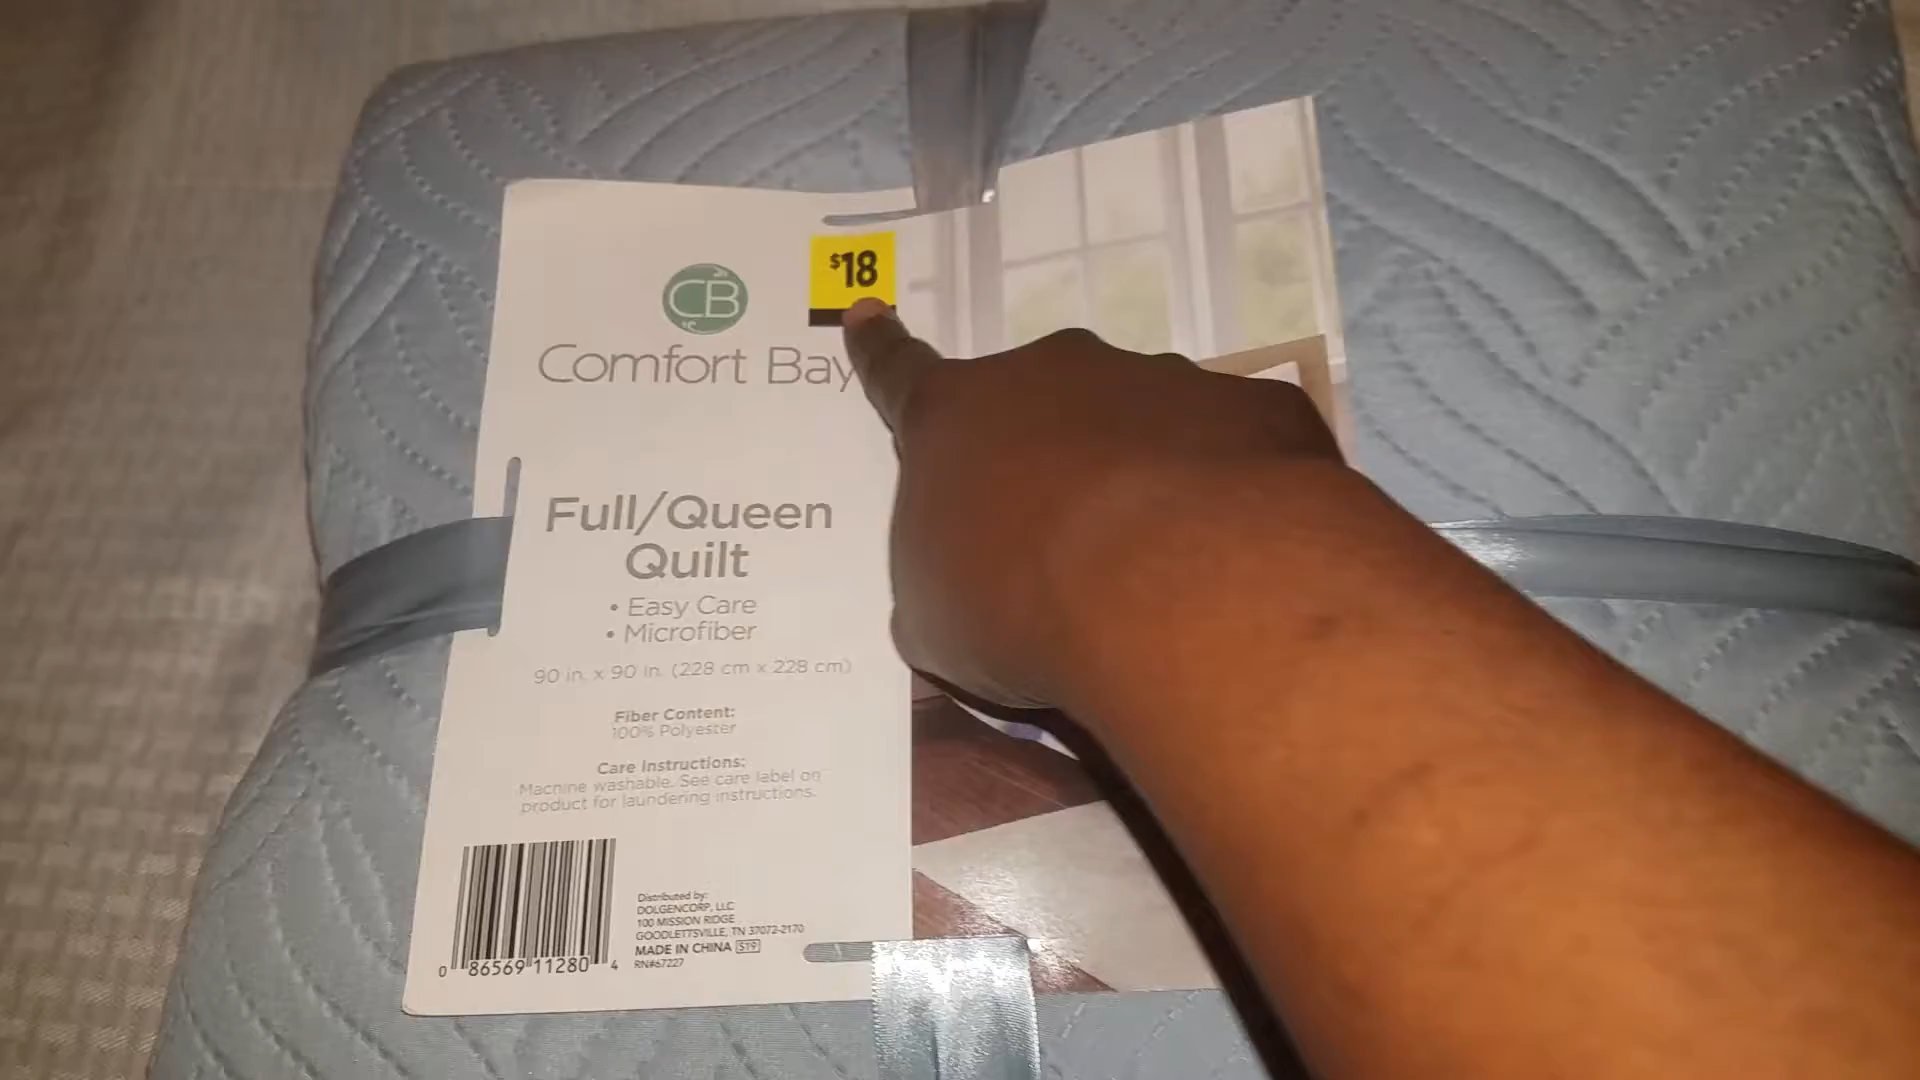 $18
CB
Comfort Bay
Full/Queen
Quilt
• Easy Care
• Microfiber
90 in. x 90 in. (228 cm x 228 cm)
Fiber Content:
100% Polyester
Care Instructions:
Machine washable. See care label on
product for laundering instructions.
Distributed by:
DOLGENCORP, LLC
100 MISSION RIDGE
GOODLETTSVILLE, TN 37072-2170
MADE IN CHINA S19
RN#67227
0 86569 11280 4